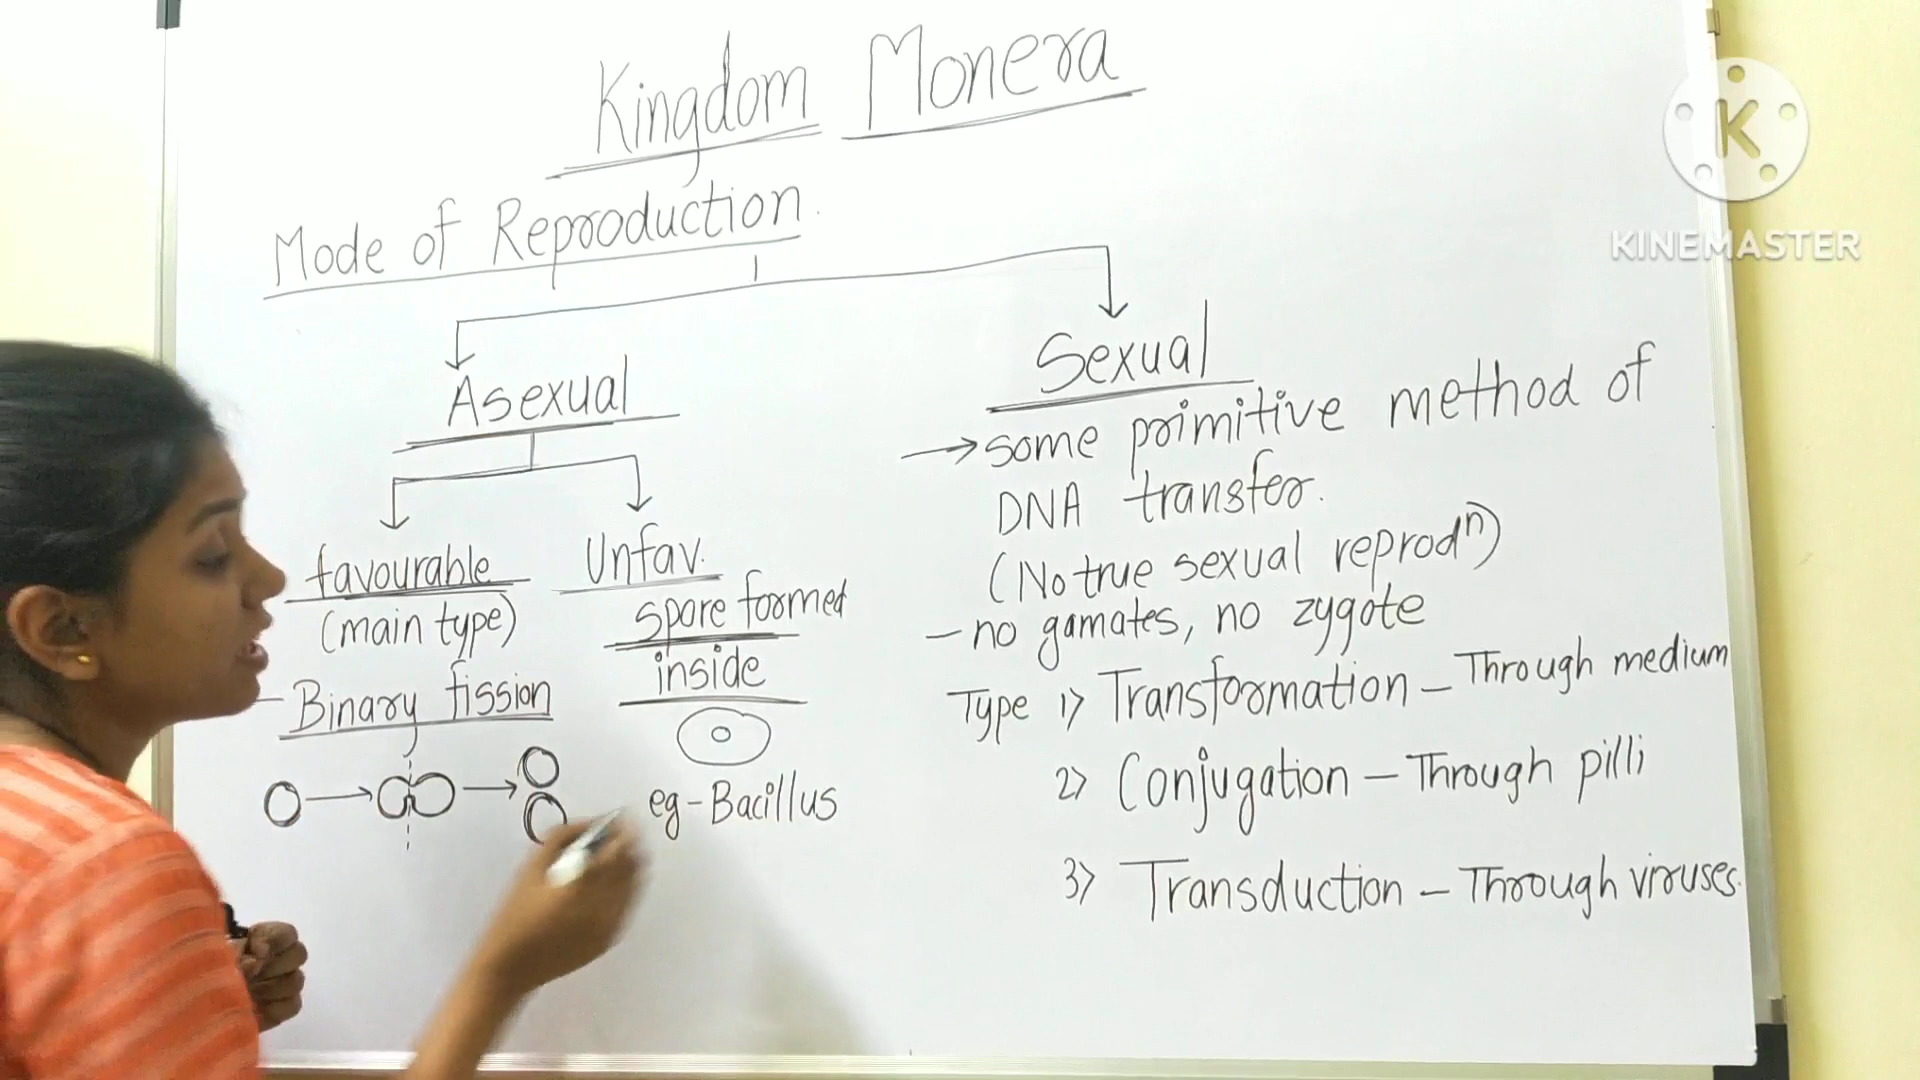 Kingdom Monera
K
KINEMASTER
Mode of Reproduction.
Asexual
favourable
(main type)
- Binary fission
Unfav.
spore formed
inside
eg - Bacillus
Sexual
→ some primitive method of
DNA transfer.
(No true sexual reprodⁿ)
- no gamates, no zygote
Type 1) Transformation - Through medium
2) Conjugation - Through pilli
3) Transduction - Through viruses.